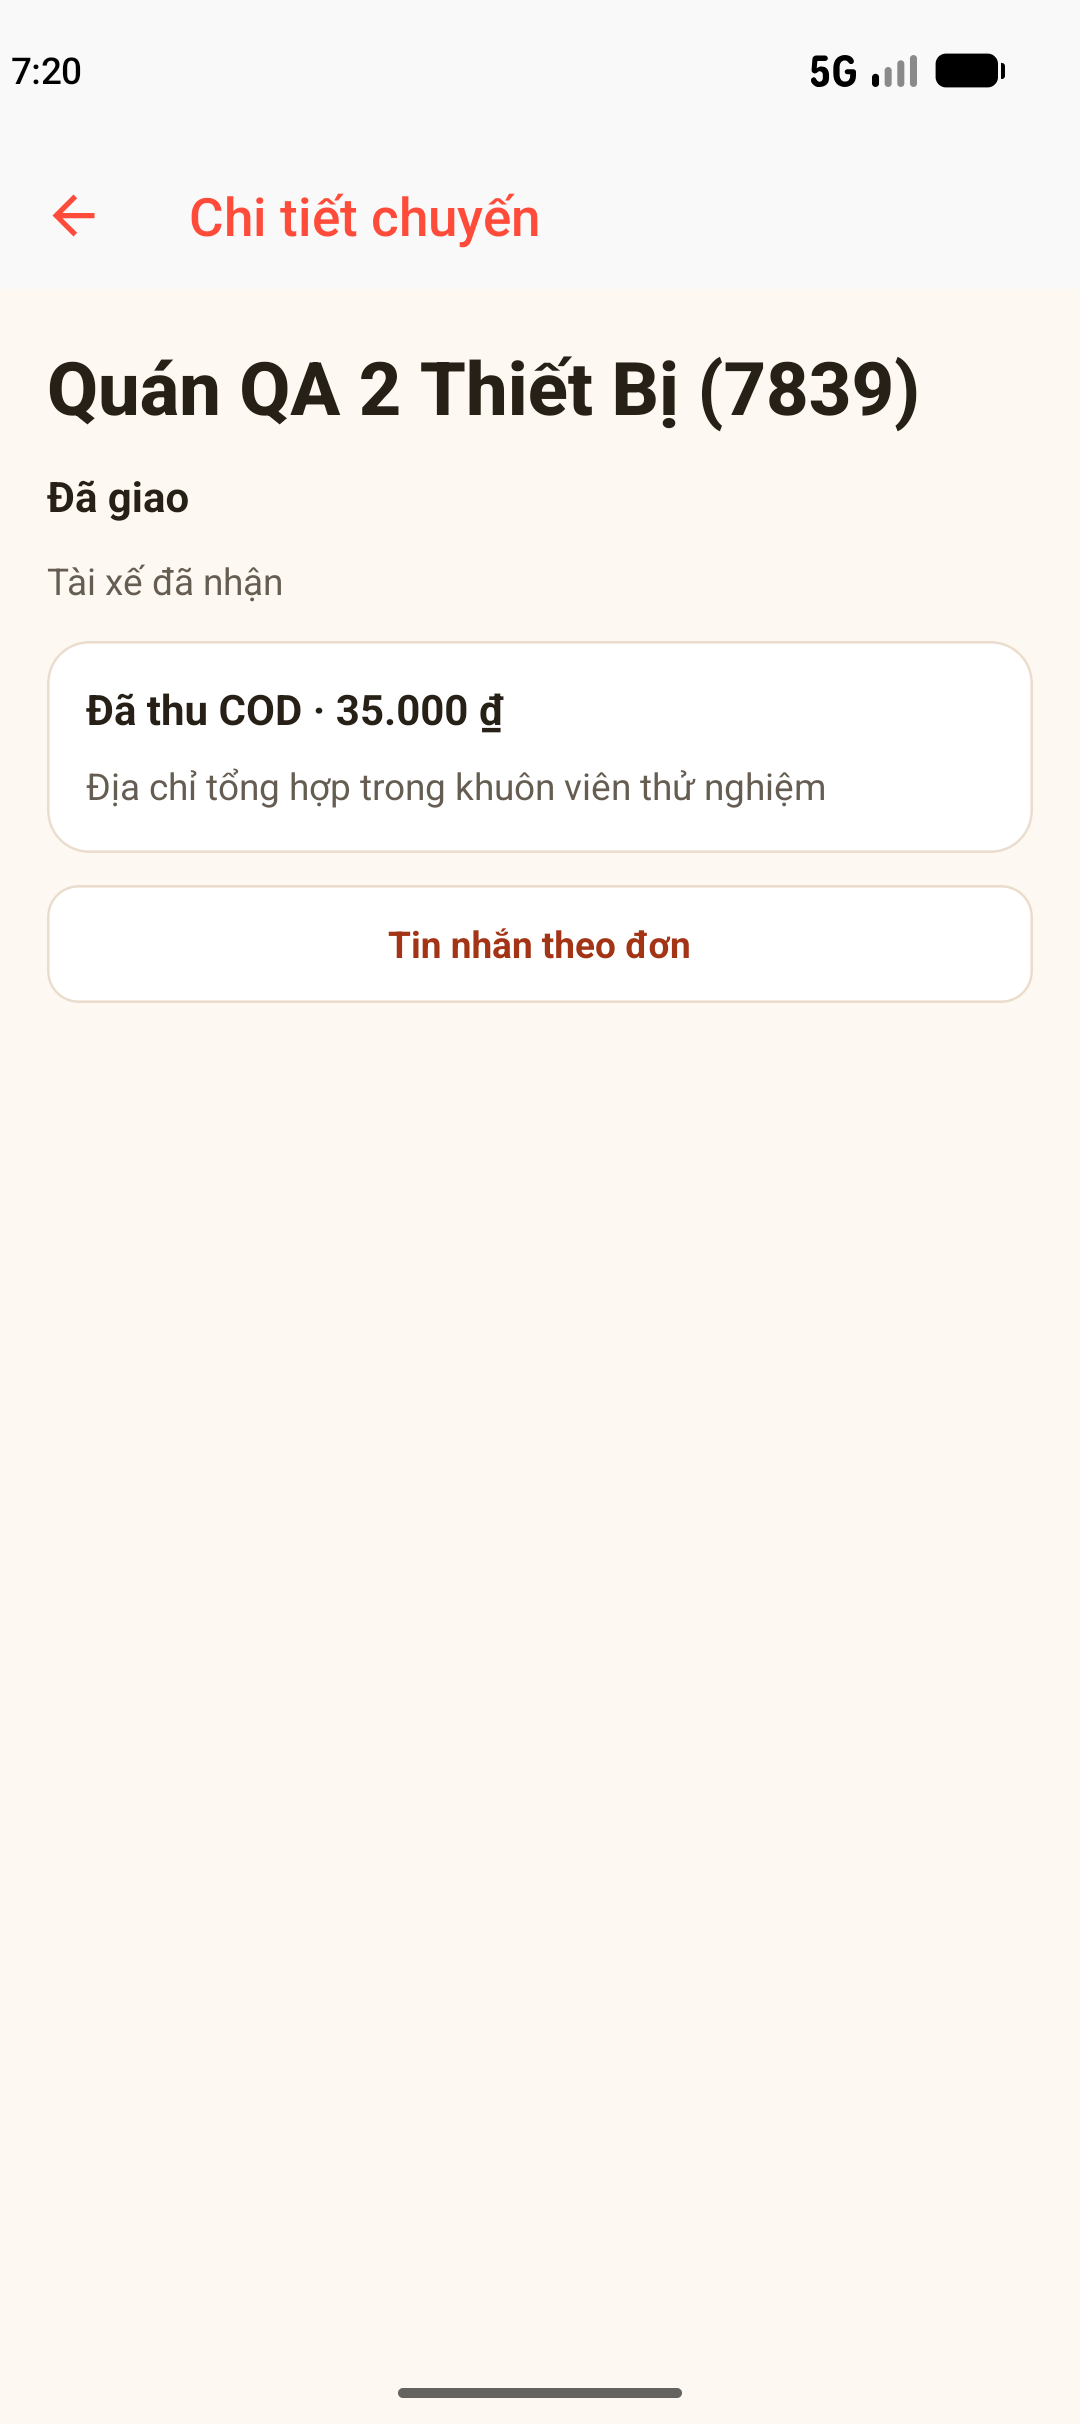 7:20
5G
Chi tiết chuyến
Quán QA 2 Thiết Bị (7839)
Đã giao
Tài xế đã nhận
Đã thu COD · 35.000 ₫
Địa chỉ tổng hợp trong khuôn viên thử nghiệm
Tin nhắn theo đơn